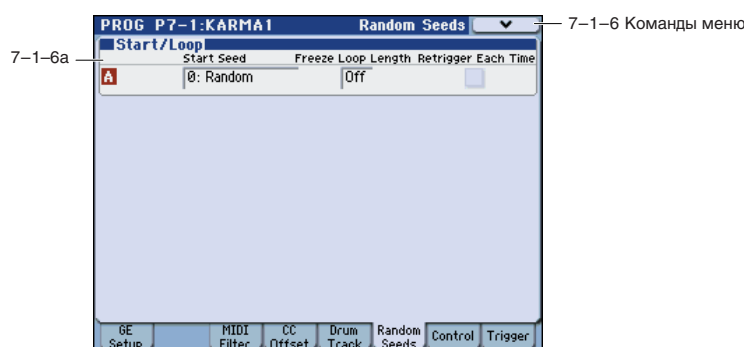 PROG P7-1:KARMA1 Random Seeds
7–1–6 Команды меню
Start/Loop
7–1–6a
Start Seed Freeze Loop Length Retrigger Each Time
A 0: Random Off
GE Setup MIDI Filter CC Offset Drum Track Random Seeds Control Trigger